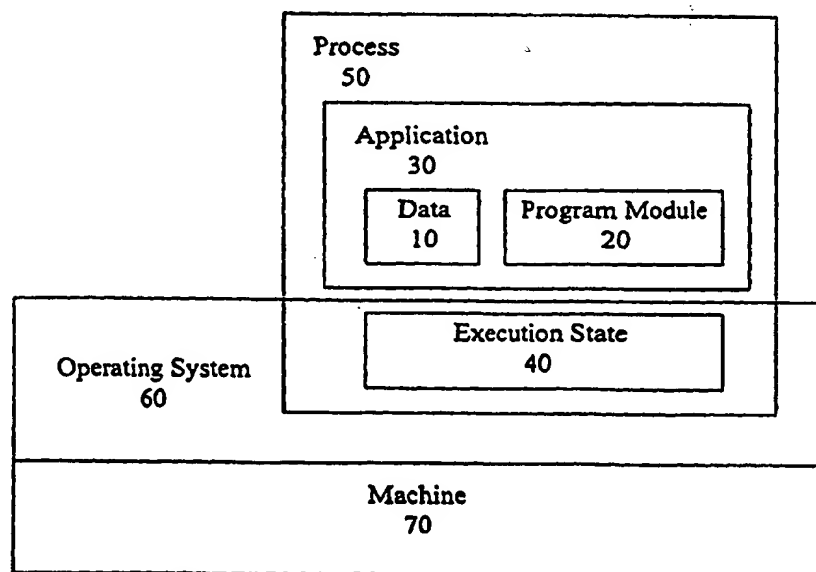 Process
50
Application
30
Data
10
Program Module
20
Execution State
40
Operating System
60
Machine
70